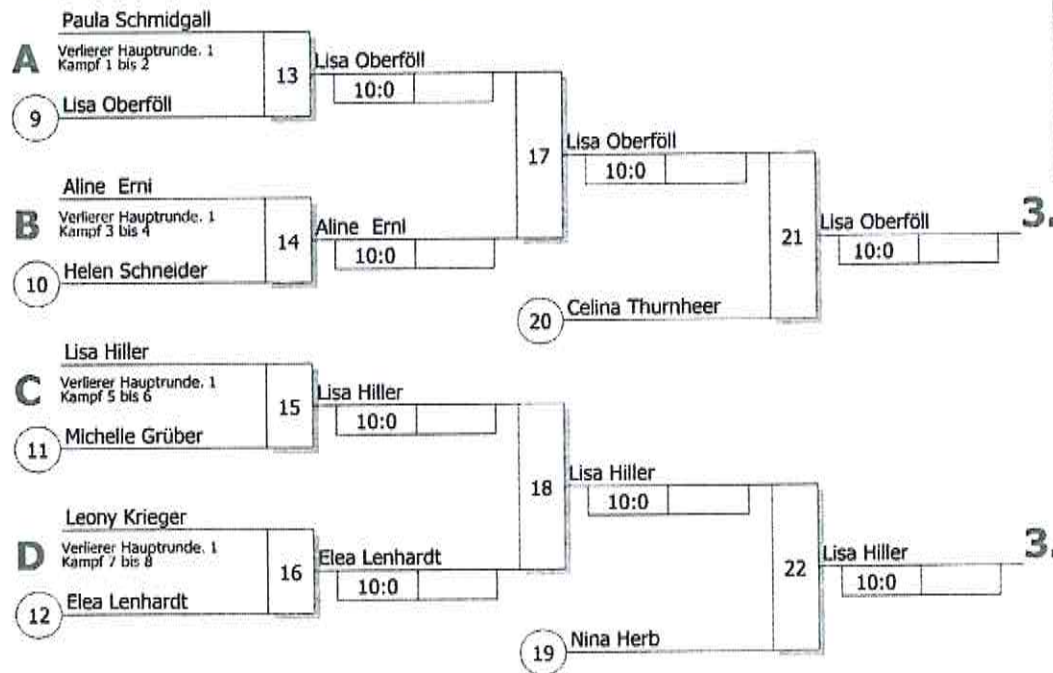 Paula Schmidgall
A
Verlierer Hauptrunde. 1
Kampf 1 bis 2
13
Lisa Oberföll
10:0
9
Lisa Oberföll
17
Lisa Oberföll
10:0
Aline Erni
B
Verlierer Hauptrunde. 1
Kampf 3 bis 4
14
Aline Erni
10:0
10
Helen Schneider
21
Lisa Oberföll
10:0
3.
20
Celina Thurnheer
Lisa Hiller
C
Verlierer Hauptrunde. 1
Kampf 5 bis 6
15
Lisa Hiller
10:0
11
Michelle Grüber
18
Lisa Hiller
10:0
Leony Krieger
D
Verlierer Hauptrunde. 1
Kampf 7 bis 8
16
Elea Lenhardt
10:0
12
Elea Lenhardt
22
Lisa Hiller
10:0
3.
19
Nina Herb